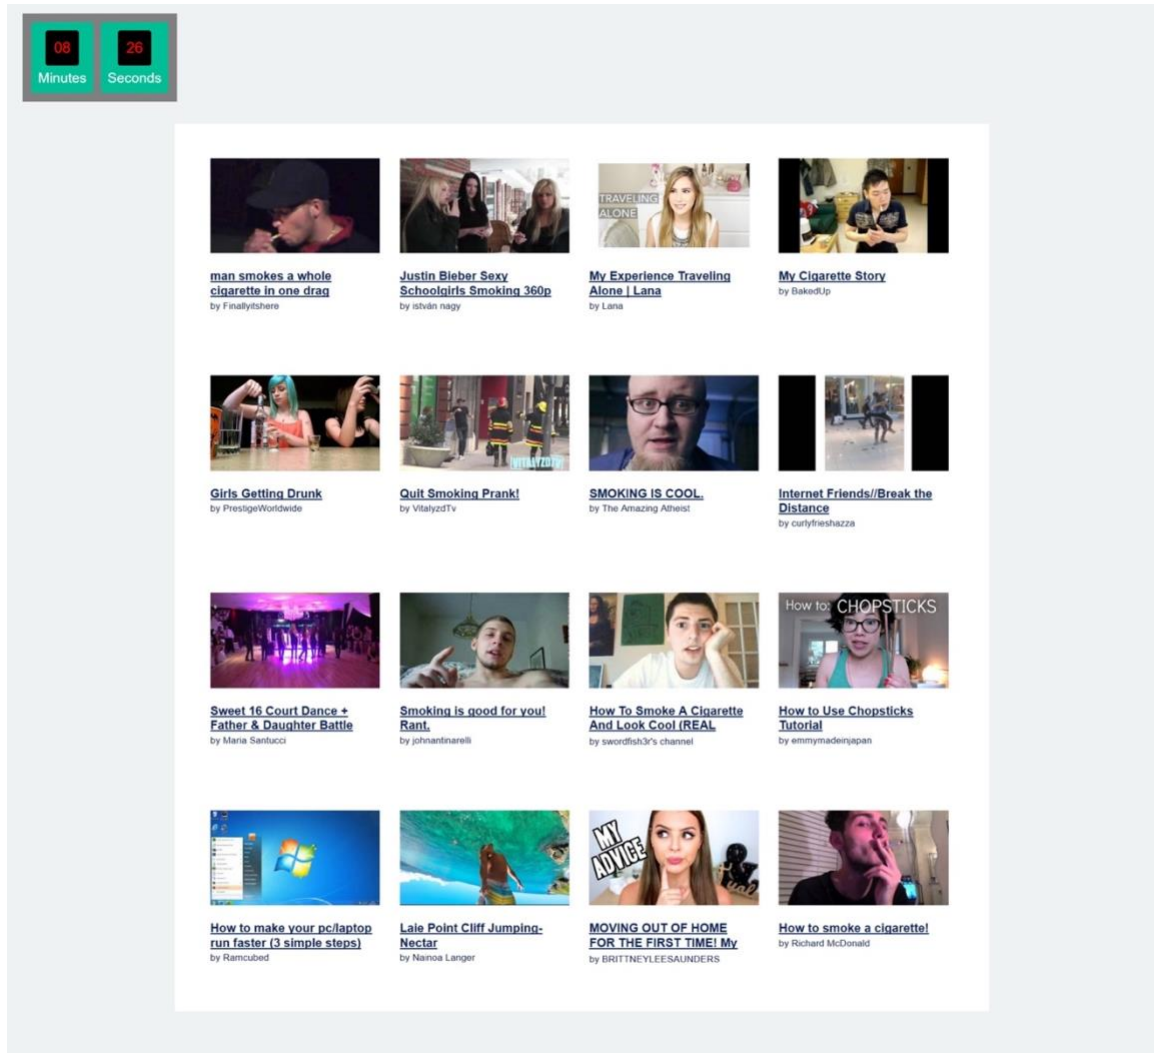 08
26
Minutes
Seconds
TRAVELING
ALONE
man smokes a whole
cigarette in one drag
by Finallyitshere
Justin Bieber Sexy
Schoolgirls Smoking 360p
by istván nagy
My Experience Traveling
Alone | Lana
by Lana
My Cigarette Story
by BakedUp
VITALYZDTV
Girls Getting Drunk
by PrestigeWorldwide
Quit Smoking Prank!
by VitalyzdTv
SMOKING IS COOL.
by The Amazing Atheist
Internet Friends//Break the
Distance
by curlyfrieshazza
How to: CHOPSTICKS
Sweet 16 Court Dance +
Father & Daughter Battle
by Maria Santucci
Smoking is good for you!
Rant.
by johnantinarelli
How To Smoke A Cigarette
And Look Cool (REAL
by swordfish3r's channel
How to Use Chopsticks
Tutorial
by emmymadeinjapan
MY
ADVICE
How to make your pc/laptop
run faster (3 simple steps)
by Ramcubed
Laie Point Cliff Jumping-
Nectar
by Nainoa Langer
MOVING OUT OF HOME
FOR THE FIRST TIME! My
by BRITTNEYLEESAUNDERS
How to smoke a cigarette!
by Richard McDonald